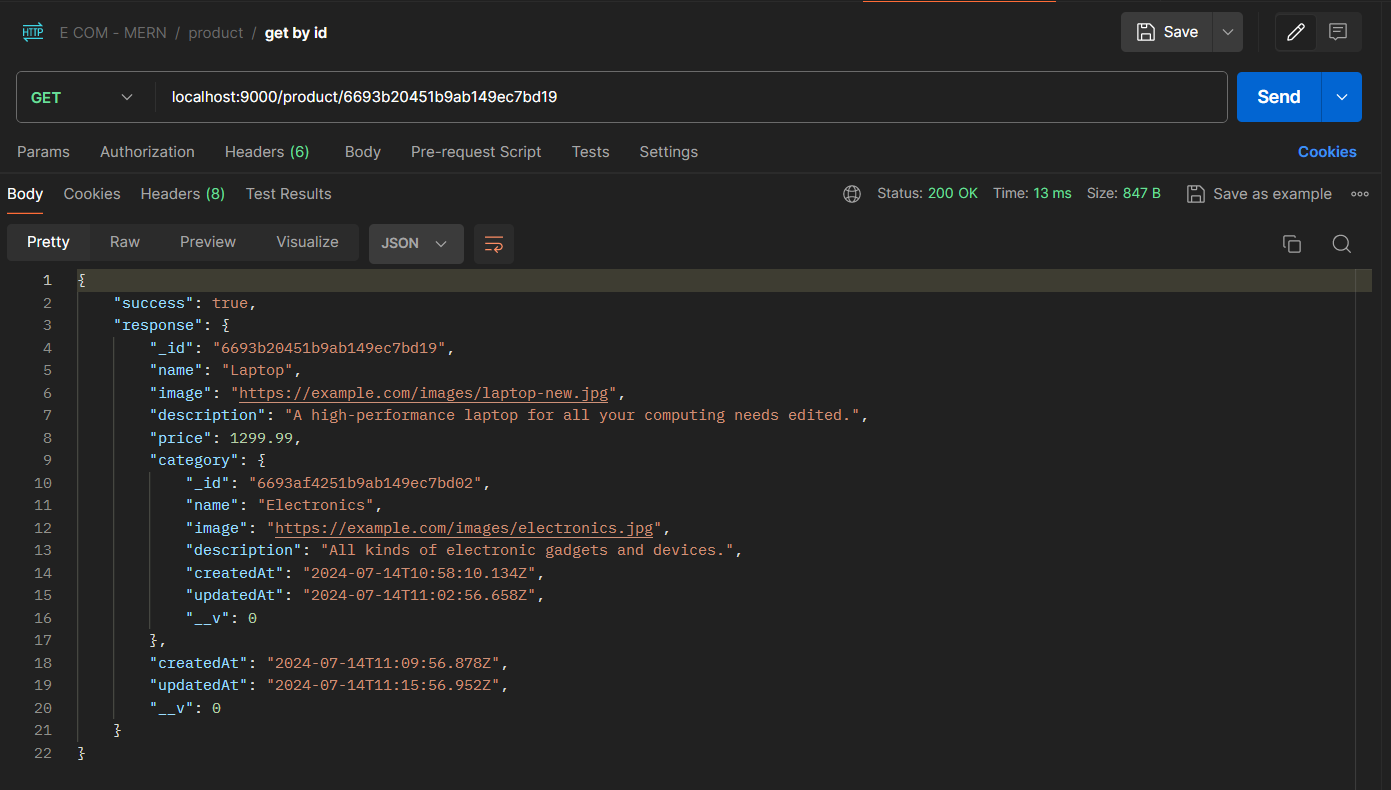 HTTP E COM - MERN / product / get by id Save
GET localhost:9000/product/6693b20451b9ab149ec7bd19 Send
Params Authorization Headers (6) Body Pre-request Script Tests Settings Cookies
Body Cookies Headers (8) Test Results Status: 200 OK Time: 13 ms Size: 847 B Save as example
Pretty Raw Preview Visualize JSON
1 {
2 "success": true,
3 "response": {
4 "_id": "6693b20451b9ab149ec7bd19",
5 "name": "Laptop",
6 "image": "https://example.com/images/laptop-new.jpg",
7 "description": "A high-performance laptop for all your computing needs edited.",
8 "price": 1299.99,
9 "category": {
10 "_id": "6693af4251b9ab149ec7bd02",
11 "name": "Electronics",
12 "image": "https://example.com/images/electronics.jpg",
13 "description": "All kinds of electronic gadgets and devices.",
14 "createdAt": "2024-07-14T10:58:10.134Z",
15 "updatedAt": "2024-07-14T11:02:56.658Z",
16 "__v": 0
17 },
18 "createdAt": "2024-07-14T11:09:56.878Z",
19 "updatedAt": "2024-07-14T11:15:56.952Z",
20 "__v": 0
21 }
22 }